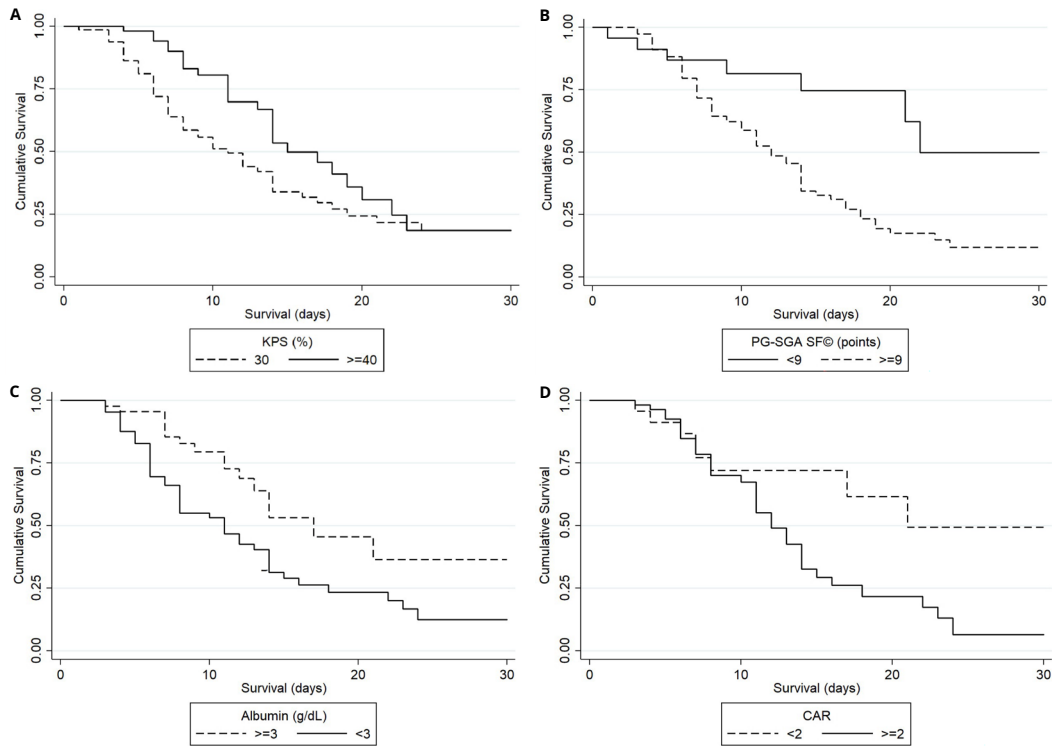 A
1.00
0.75
0.50
0.25
0.00
Cumulative Survival
0 10 20 30
Survival (days)
KPS (%)
30 >=40
B
1.00
0.75
0.50
0.25
0.00
Cumulative Survival
0 10 20 30
Survival (days)
PG-SGA SF© (points)
<9 >=9
C
1.00
0.75
0.50
0.25
0.00
Cumulative Survival
0 10 20 30
Survival (days)
Albumin (g/dL)
>=3 <3
D
1.00
0.75
0.50
0.25
0.00
Cumulative Survival
0 10 20 30
Survival (days)
CAR
<2 >=2